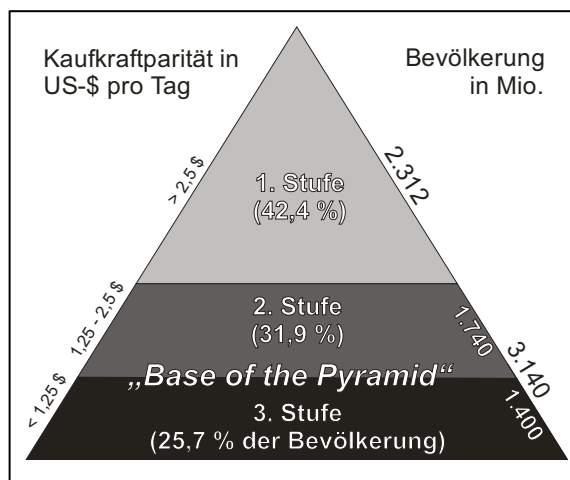 Kaufkraftparität in
US-$ pro Tag
Bevölkerung
in Mio.
> 2,5 $
1. Stufe
(42,4 %)
2.312
1,25 - 2,5 $
2. Stufe
(31,9 %)
1.740
„Base of the Pyramid“
3.140
< 1,25 $
3. Stufe
(25,7 % der Bevölkerung)
1.400